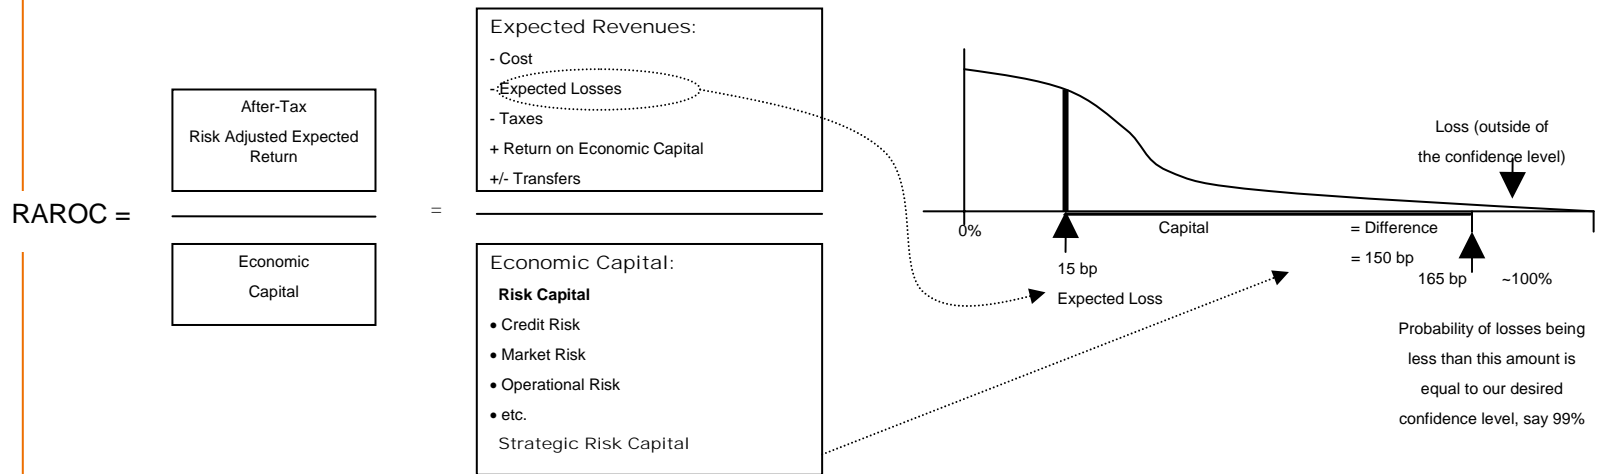 RAROC =
After-Tax
Risk Adjusted Expected
Return
Economic
Capital
=
Expected Revenues:
- Cost
- Expected Losses
- Taxes
+ Return on Economic Capital
+/- Transfers
Economic Capital:
Risk Capital
• Credit Risk
• Market Risk
• Operational Risk
• etc.
Strategic Risk Capital
Loss (outside of
the confidence level)
0%
Capital
= Difference
= 150 bp
15 bp
Expected Loss
165 bp
~100%
Probability of losses being
less than this amount is
equal to our desired
confidence level, say 99%